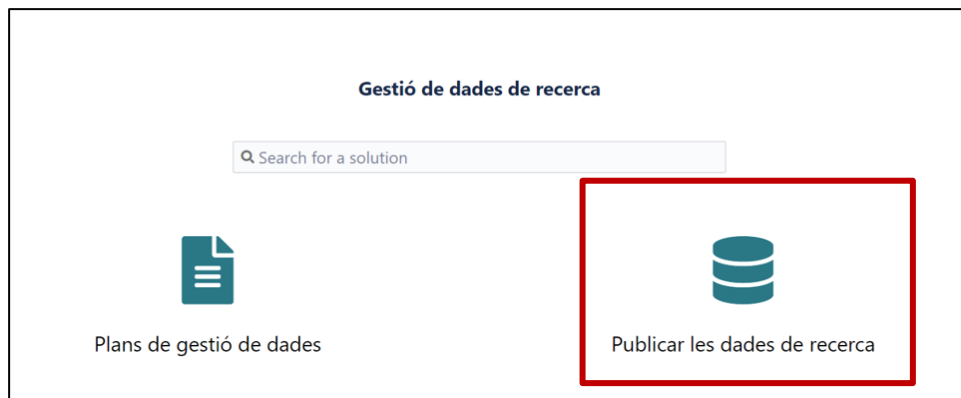 Gestió de dades de recerca
Search for a solution
Plans de gestió de dades
Publicar les dades de recerca